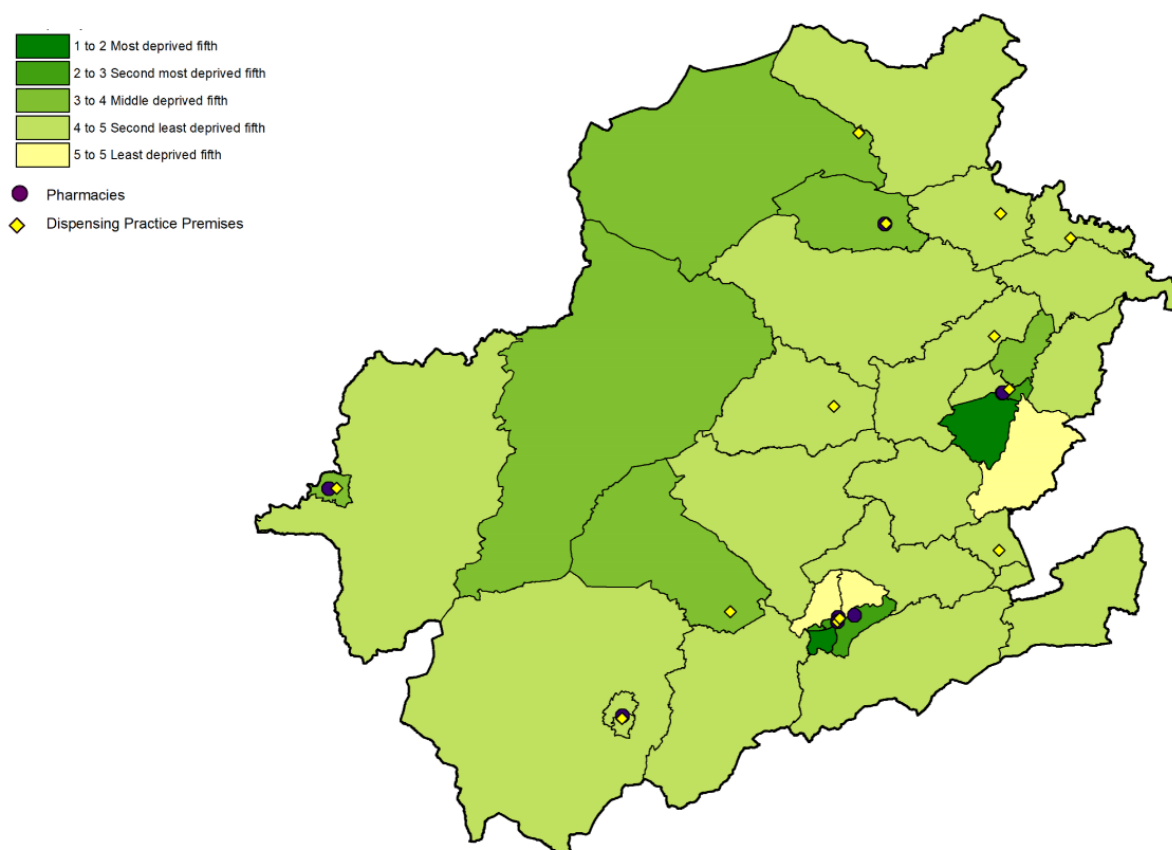 1 to 2 Most deprived fifth
2 to 3 Second most deprived fifth
3 to 4 Middle deprived fifth
4 to 5 Second least deprived fifth
5 to 5 Least deprived fifth
Pharmacies
Dispensing Practice Premises